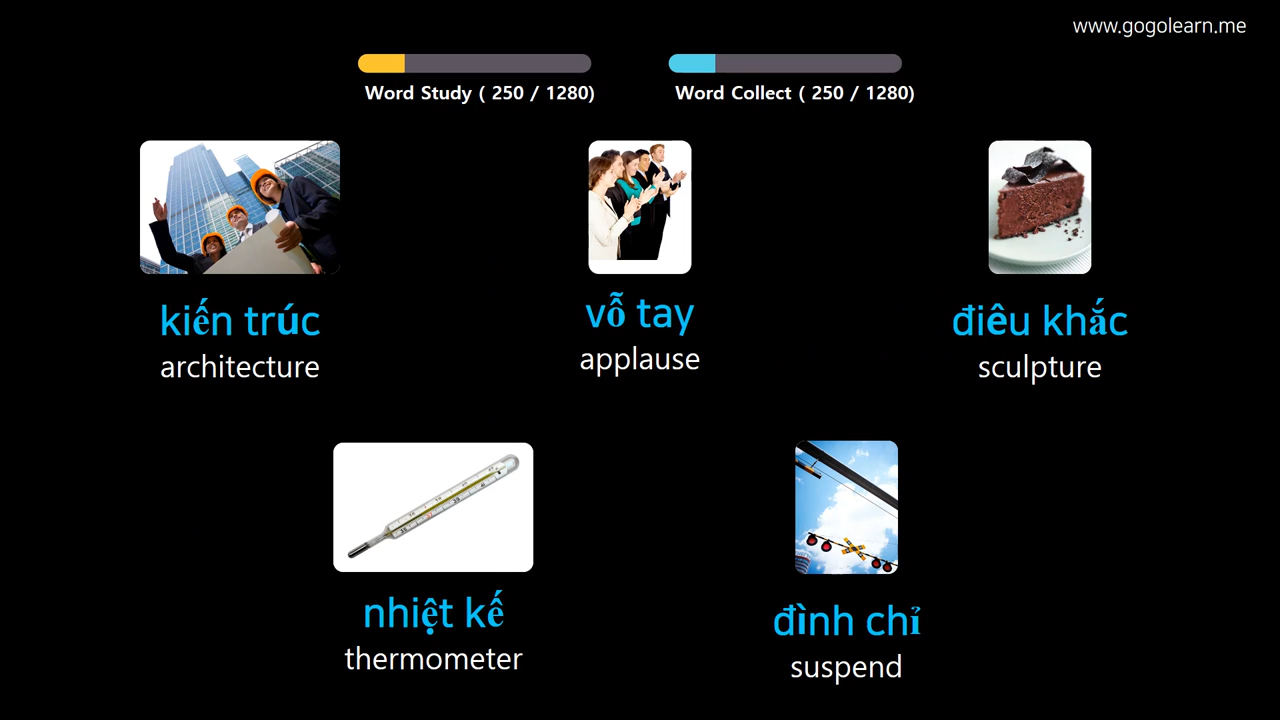 www.gogolearn.me
Word Study ( 250 / 1280)
Word Collect ( 250 / 1280)
kiến trúc
architecture
vỗ tay
applause
điêu khắc
sculpture
nhiệt kế
thermometer
đình chỉ
suspend